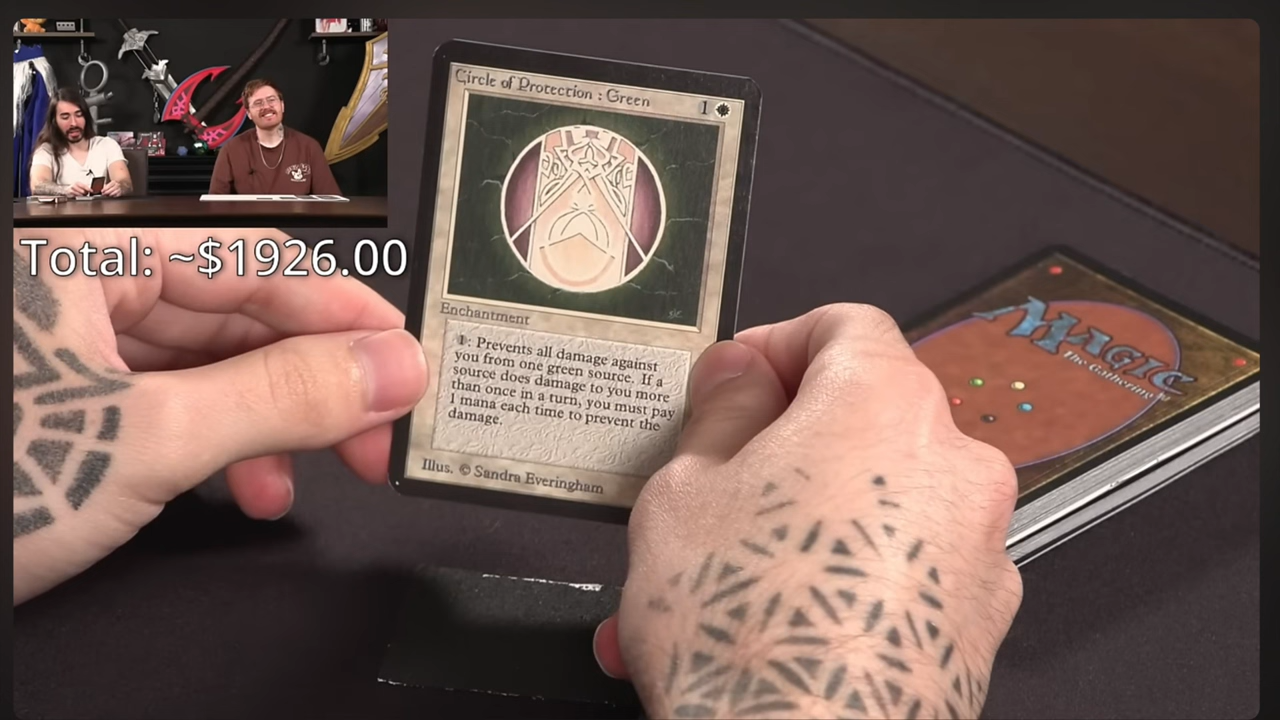 Total: ~$1926.00
Circle of Protection : Green
1
Enchantment
1: Prevents all damage against
you from one green source. If a
source does damage to you more
than once in a turn, you must pay
1 mana each time to prevent the
damage.
Illus. © Sandra Everingham
MAGIC
The Gathering